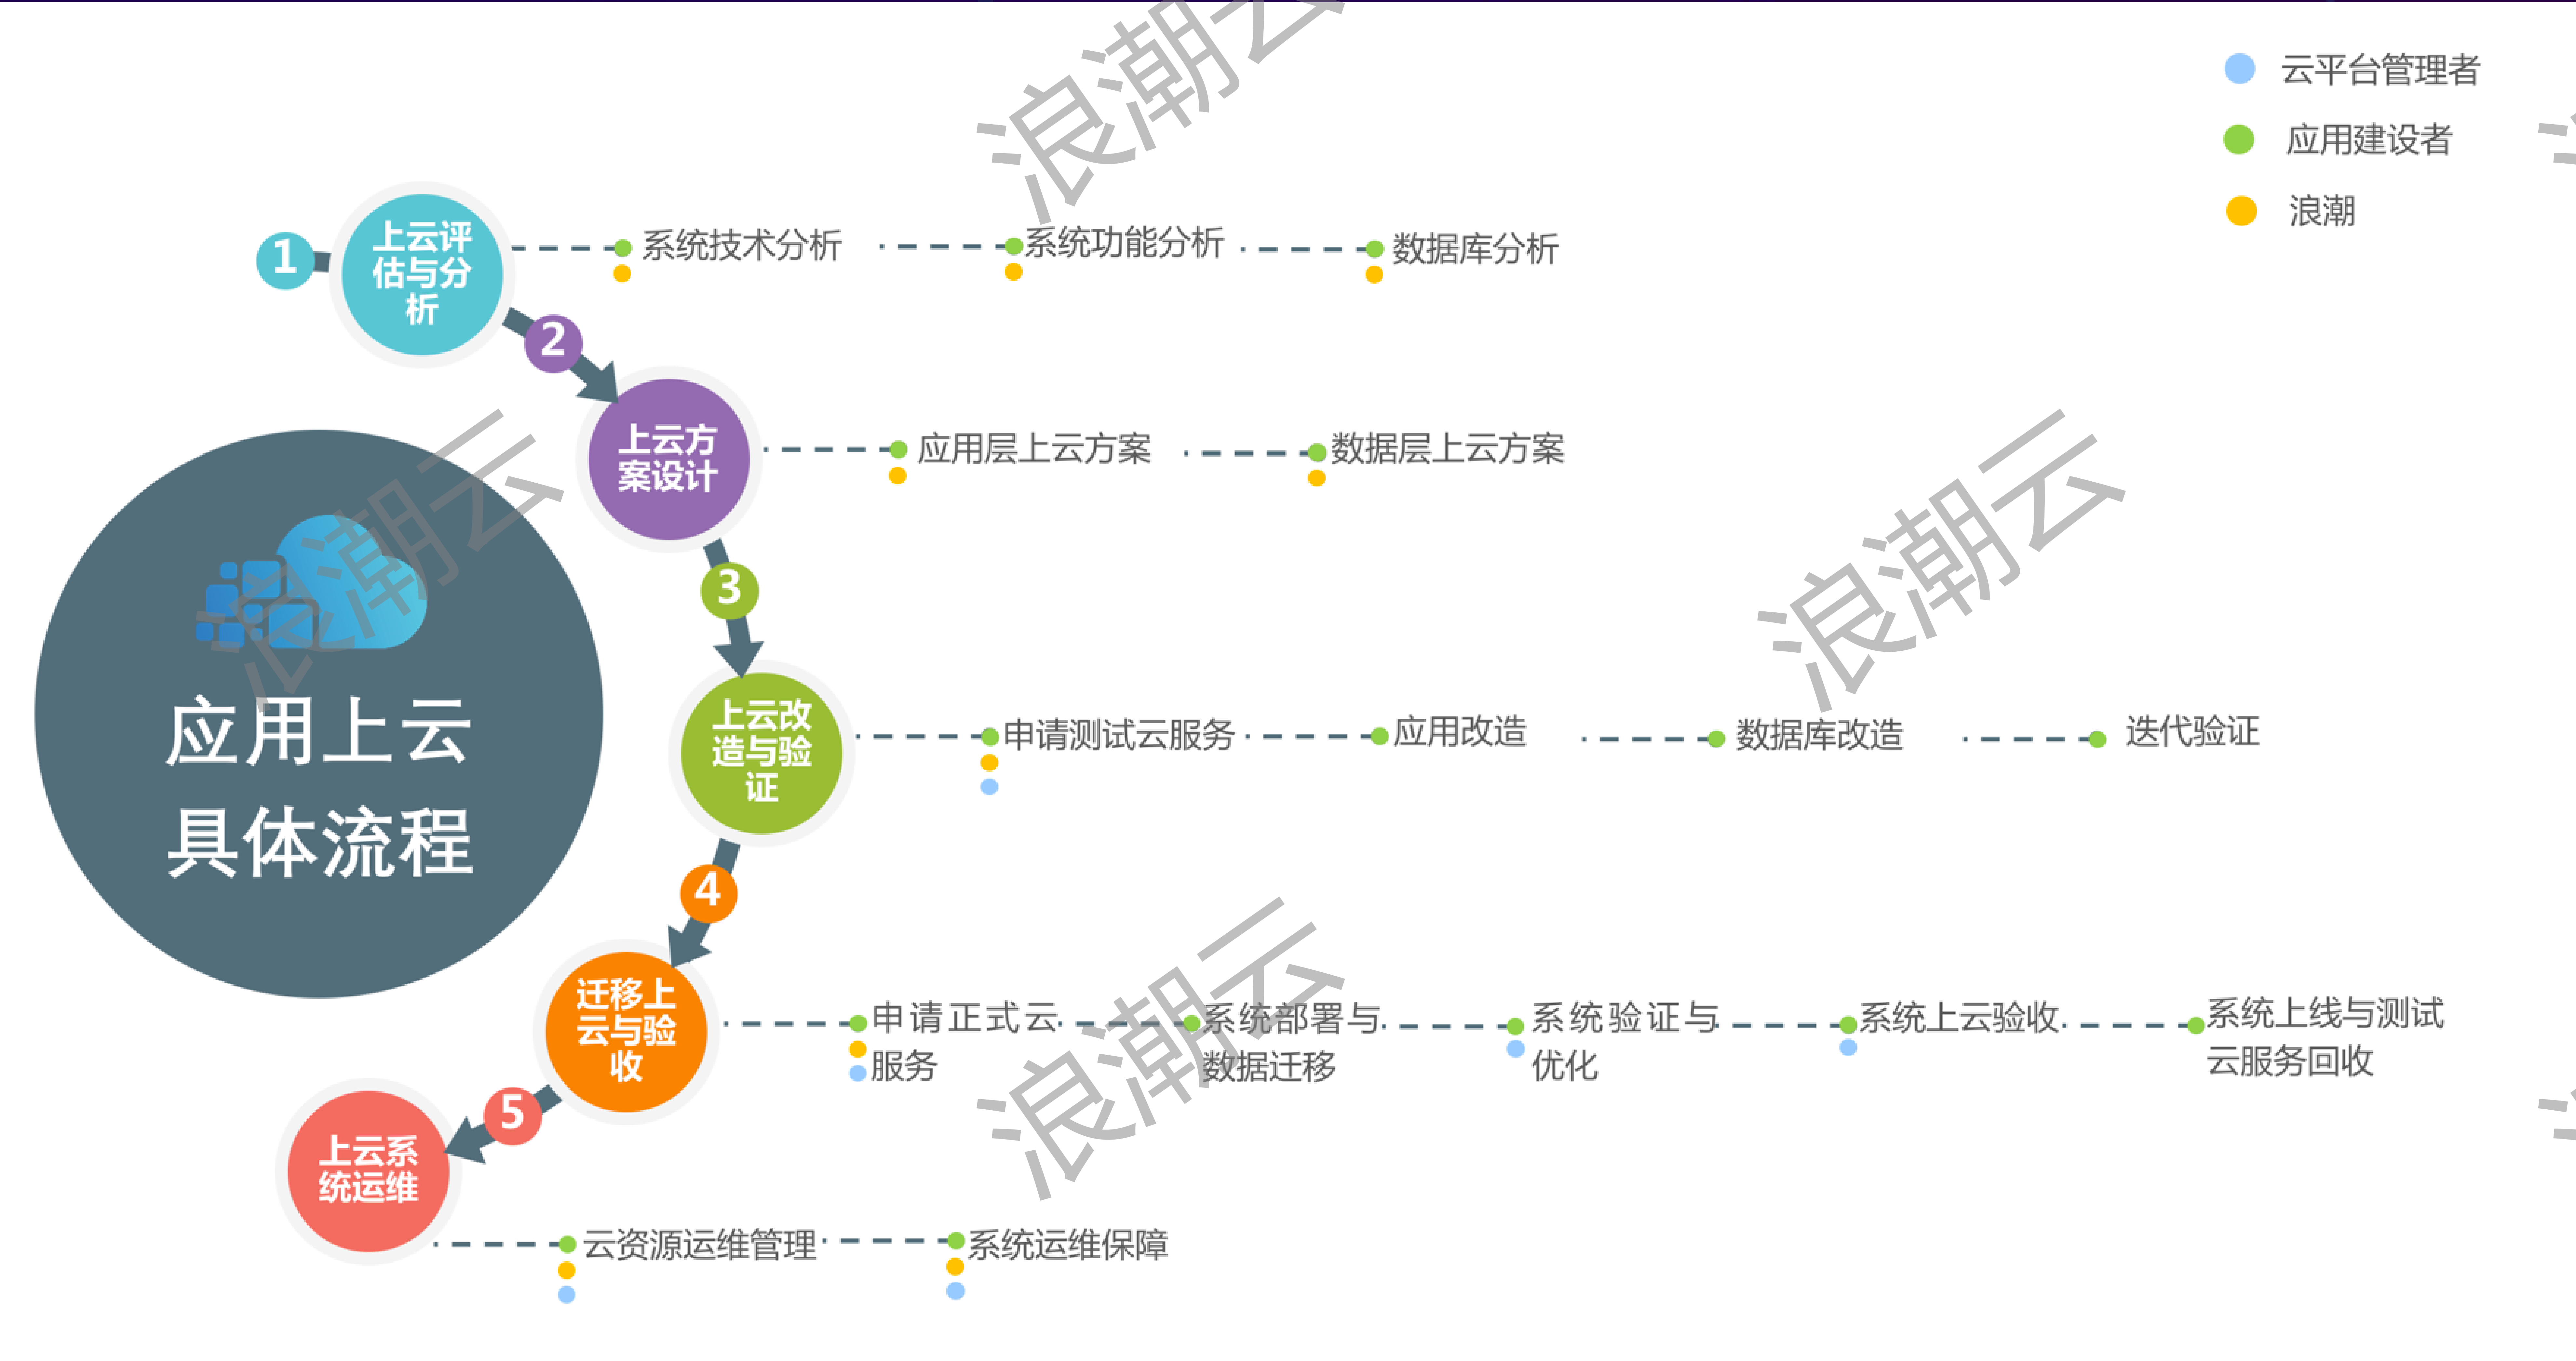 浪潮云
云平台管理者
应用建设者
浪潮
1
上云评
估与分
析
系统技术分析
系统功能分析
数据库分析
2
上云方
案设计
应用层上云方案
数据层上云方案
浪潮云
浪潮云
应用上云
具体流程
3
上云改
造与验
证
申请测试云服务
应用改造
数据库改造
迭代验证
4
迁移上
云与验
收
申请正式云
服务
系统部署与
数据迁移
系统验证与
优化
系统上云验收
系统上线与测试
云服务回收
浪潮云
5
上云系
统运维
云资源运维管理
系统运维保障